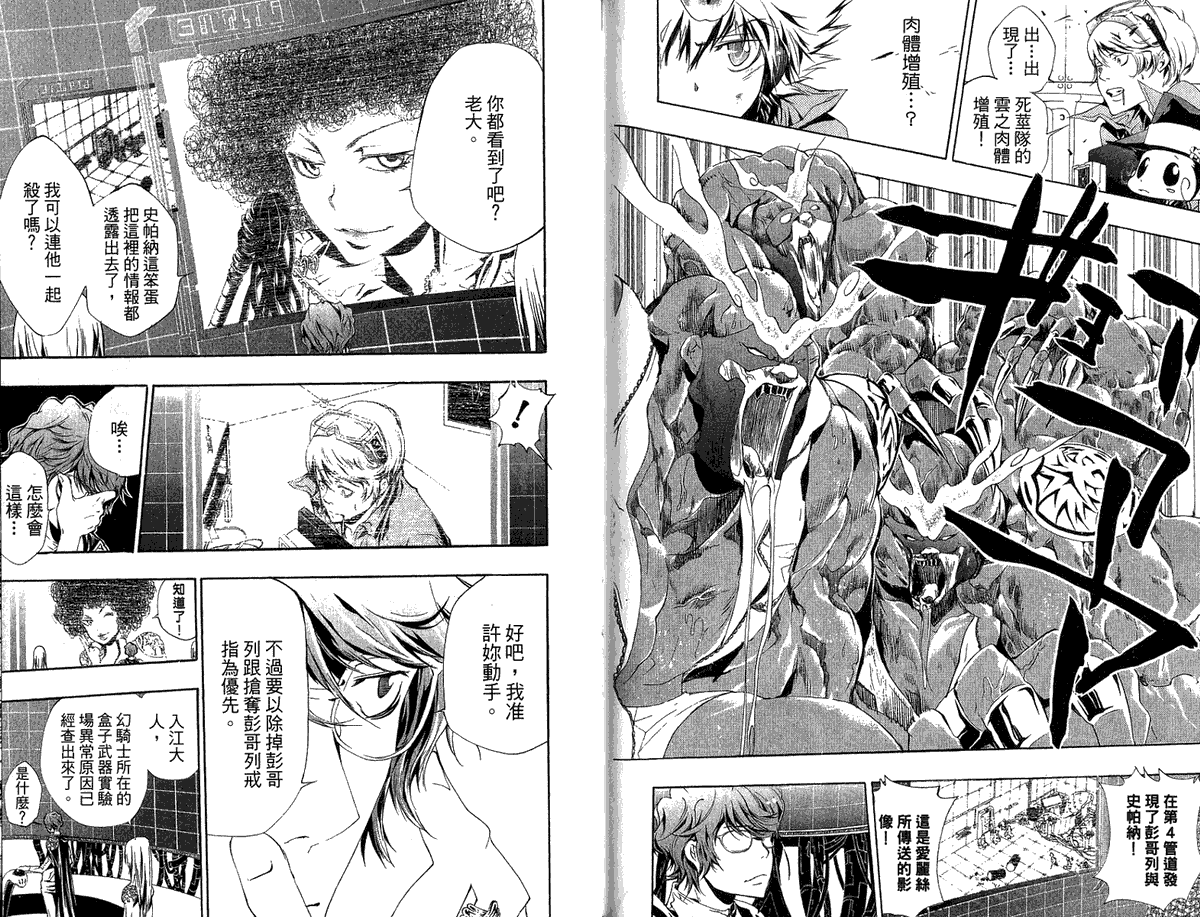 出…出
現了…
死莖隊的
雲之肉體
增殖！
肉體增殖…？
ザ
ヨ
ワ
ッ
在第4管道發
現了彭哥列與
史帕納！
這是愛麗絲
所傳送的影
像！
你都看到了吧？
老大。
史帕納這笨蛋
把這裡的情報都
透露出去了，
我可以連他一起
殺了嗎？
！
唉…
怎麼會
這樣…
好吧，我准
許妳動手。
不過要以除掉彭哥
列跟搶奪彭哥列戒
指為優先。
知道了！
入江大
人，
幻騎士所在的
盒子武器實驗
場異常原因已
經查出來了。
是什麼？